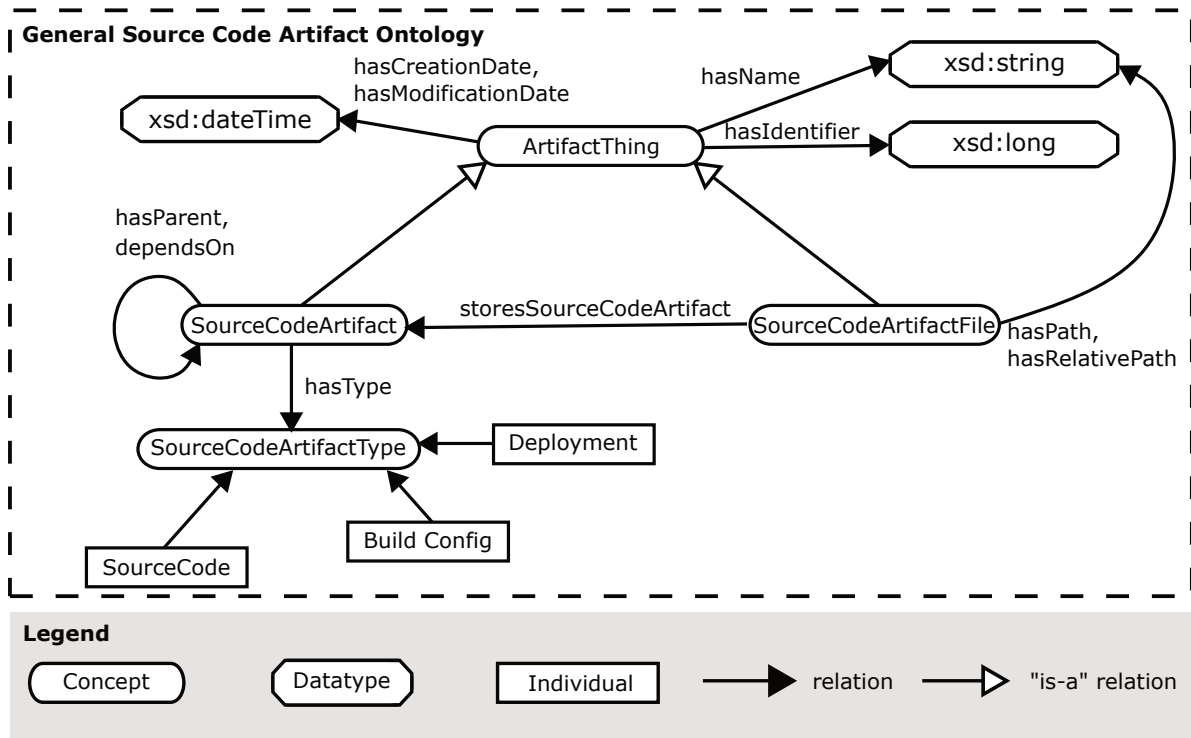 General Source Code Artifact Ontology
hasCreationDate,
hasModificationDate
hasName
xsd:string
xsd:dateTime
hasIdentifier
ArtifactThing
xsd:long
hasParent,
dependsOn
storesSourceCodeArtifact
SourceCodeArtifact
SourceCodeArtifactFile
hasPath,
hasRelativePath
hasType
SourceCodeArtifactType
Deployment
Build Config
SourceCode
Legend
Concept
Datatype
Individual
relation
"is-a" relation